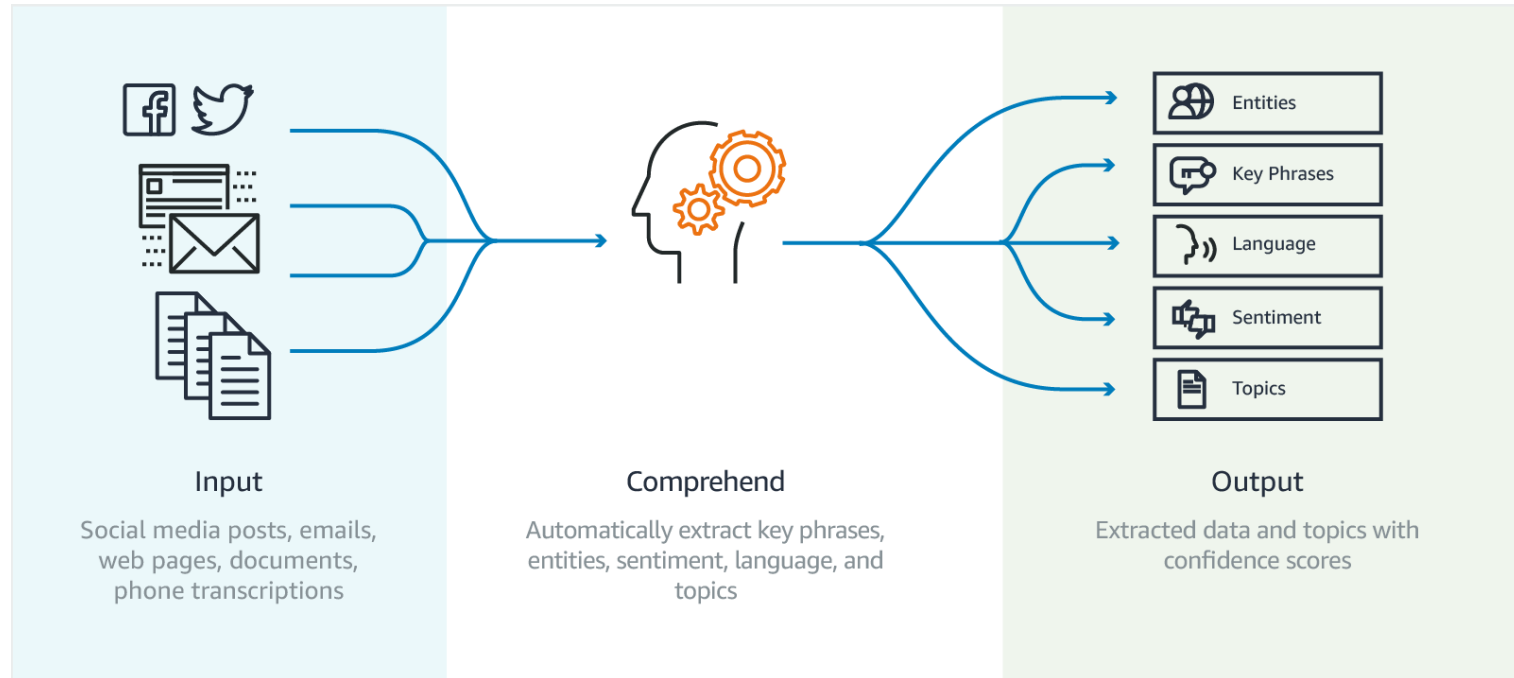 Entities
Key Phrases
Language
Sentiment
Topics
Input
Social media posts, emails,
web pages, documents,
phone transcriptions
Comprehend
Automatically extract key phrases,
entities, sentiment, language, and
topics
Output
Extracted data and topics with
confidence scores